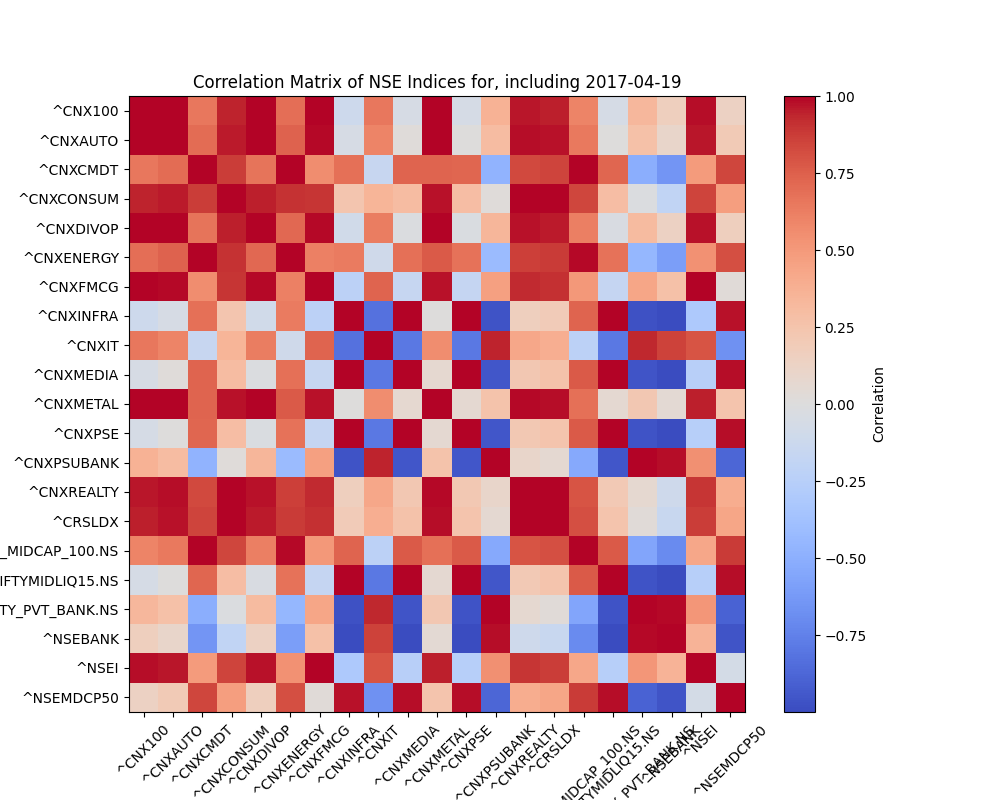 Correlation Matrix of NSE Indices for, including 2017-04-19
^CNX100
^CNXAUTO
^CNXCMDT
^CNXCONSUM
^CNXDIVOP
^CNXENERGY
^CNXFMCG
^CNXINFRA
^CNXIT
^CNXMEDIA
^CNXMETAL
^CNXPSE
^CNXPSUBANK
^CNXREALTY
^CRSLDX
_MIDCAP_100.NS
IFTYMIDLIQ15.NS
TY_PVT_BANK.NS
^NSEBANK
^NSEI
^NSEMDCP50
^CNX100
^CNXAUTO
^CNXCMDT
^CNXCONSUM
^CNXDIVOP
^CNXENERGY
^CNXFMCG
^CNXINFRA
^CNXIT
^CNXMEDIA
^CNXMETAL
^CNXPSE
^CNXPSUBANK
^CNXREALTY
^CRSLDX
MIDCAP_100.NS
TYMIDLIQ15.NS
PVT_BANK.NS
^NSEBANK
^NSEI
^NSEMDCP50
1.00
0.75
0.50
0.25
0.00
−0.25
−0.50
−0.75
Correlation